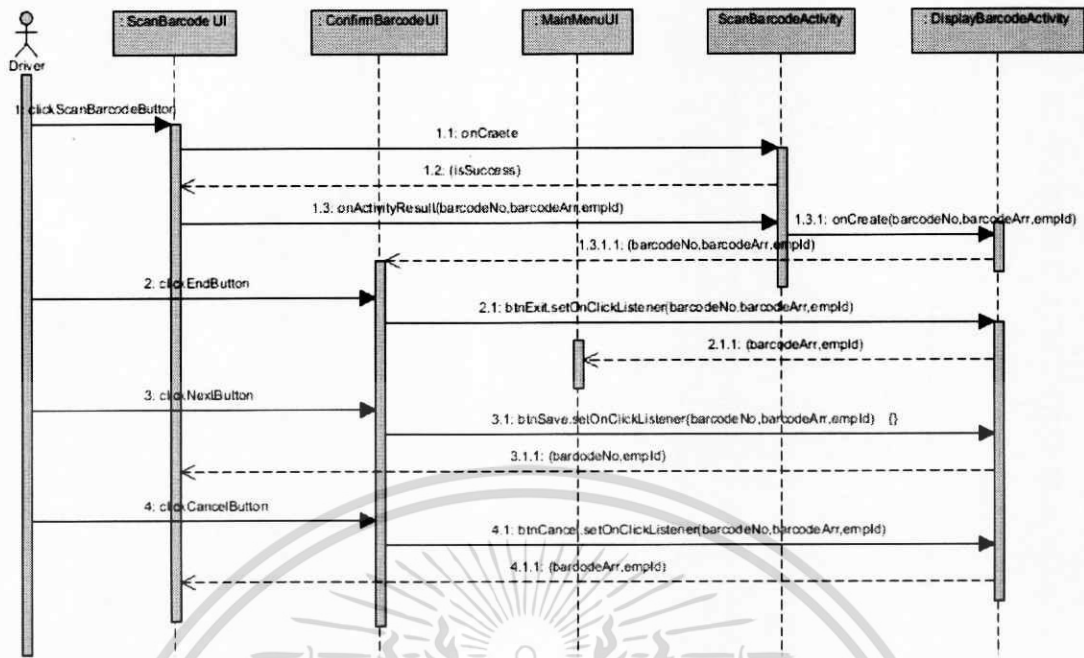 : ScanBarcode UI
: ConfirmBarcodeUI
: MainMenuUI
ScanBarcodeActivity
: DisplayBarcodeActivity
Driver
1: clickScanBarcodeButton
1.1: onCraete
1.2: (isSuccess)
1.3: onActivityResult(barcodeNo,barcodeArr,empId)
1.3.1: onCreate(barcodeNo,barcodeArr,empId)
1.3.1.1: (barcodeNo,barcodeArr,empId)
2: clickEndButton
2.1: btnExit.setOnClickListener(barcodeNo,barcodeArr,empId)
2.1.1: (barcodeArr,empId)
3: clickNextButton
3.1: btnSave.setOnClickListener(barcodeNo,barcodeArr,empId) {}
3.1.1: (bardodeNo,empId)
4: clickCancelButton
4.1: btnCancel.setOnClickListener(barcodeNo,barcodeArr,empId)
4.1.1: (bardodeArr,empId)